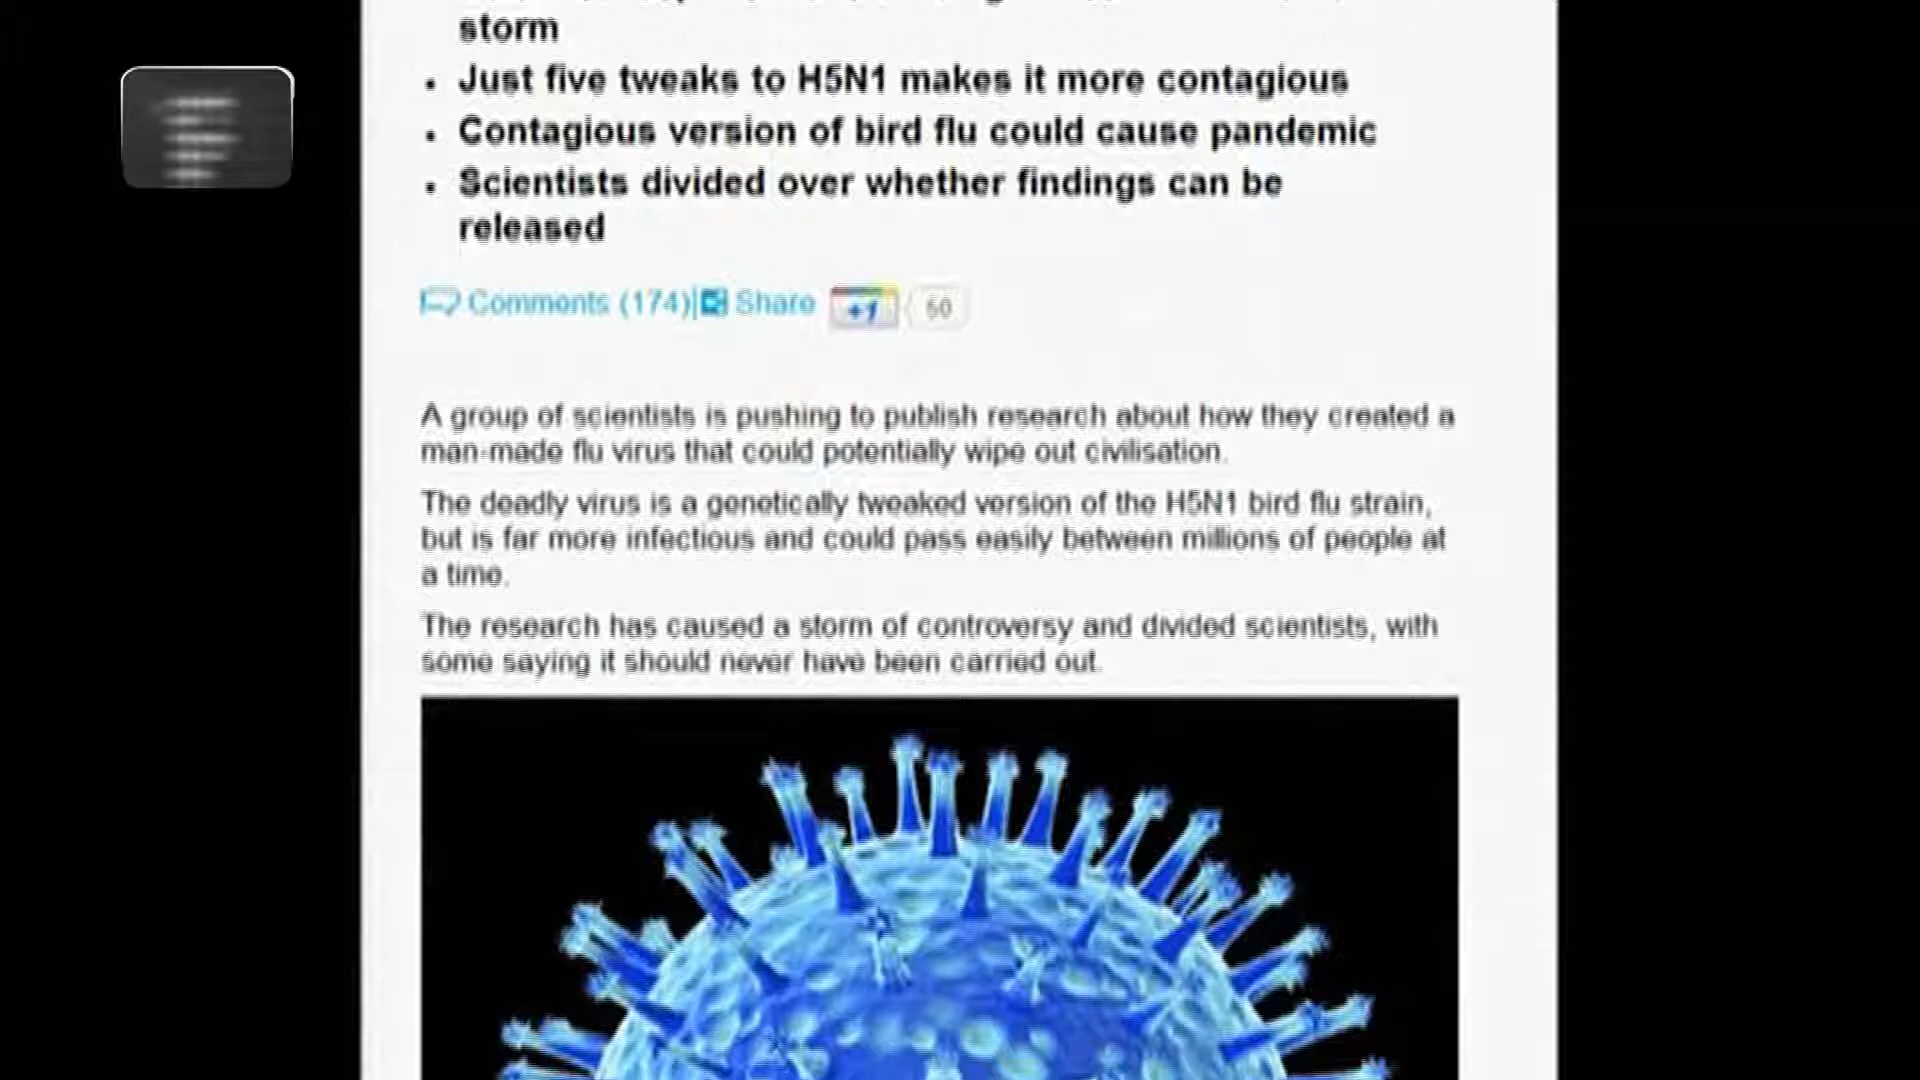 storm
• Just five tweaks to H5N1 makes it more contagious
• Contagious version of bird flu could cause pandemic
• Scientists divided over whether findings can be
released
Comments (174)| Share +1 50
A group of scientists is pushing to publish research about how they created a
man-made flu virus that could potentially wipe out civilisation.
The deadly virus is a genetically tweaked version of the H5N1 bird flu strain,
but is far more infectious and could pass easily between millions of people at
a time.
The research has caused a storm of controversy and divided scientists, with
some saying it should never have been carried out.